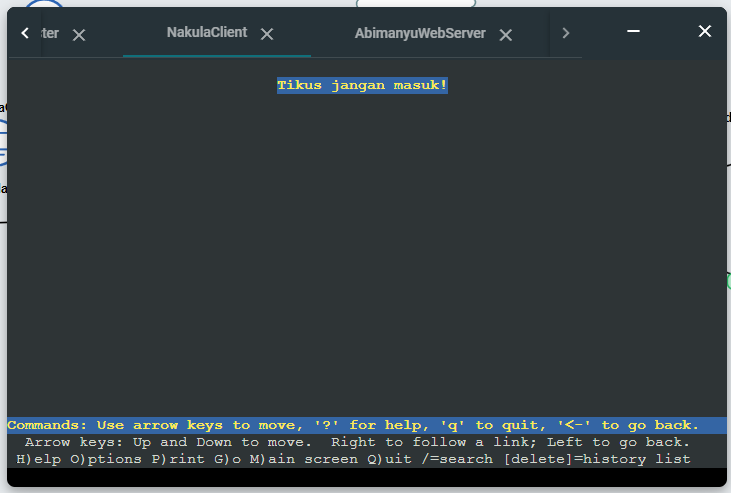 ter
NakulaClient
AbimanyuWebServer
Tikus jangan masuk!
Commands: Use arrow keys to move, '?' for help, 'q' to quit, '<-' to go back.
Arrow keys: Up and Down to move.  Right to follow a link; Left to go back.
H)elp O)ptions P)rint G)o M)ain screen Q)uit /=search [delete]=history list